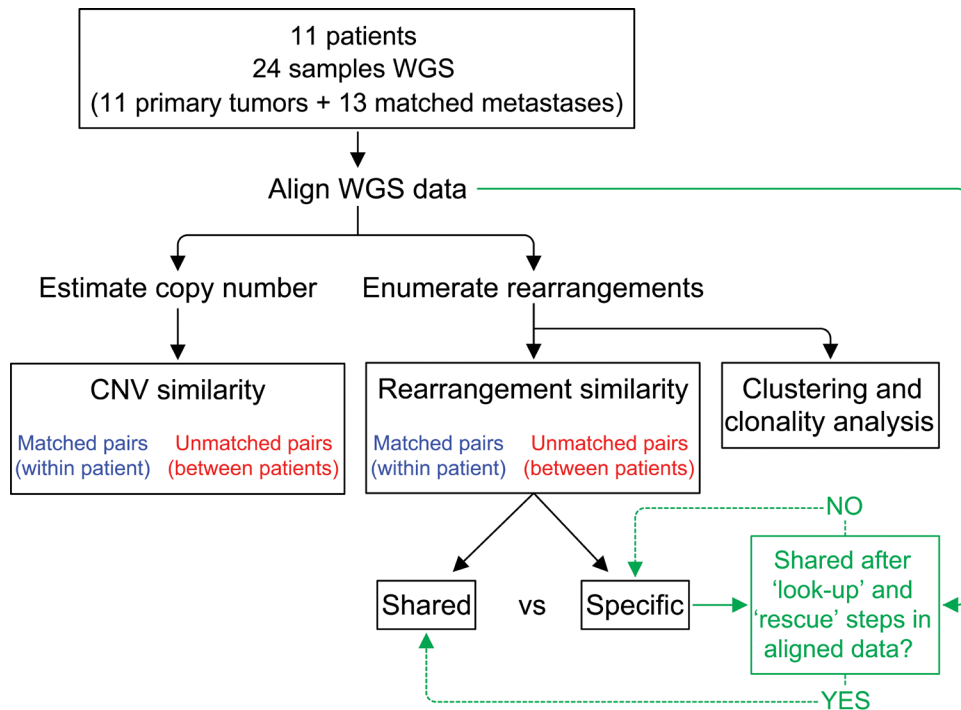 11 patients
24 samples WGS
(11 primary tumors + 13 matched metastases)
Align WGS data
Estimate copy number
Enumerate rearrangements
CNV similarity
Matched pairs
(within patient)
Unmatched pairs
(between patients)
Rearrangement similarity
Matched pairs
(within patient)
Unmatched pairs
(between patients)
Clustering and
clonality analysis
NO
Shared
vs
Specific
Shared after
‘look-up’ and
‘rescue’ steps in
aligned data?
YES